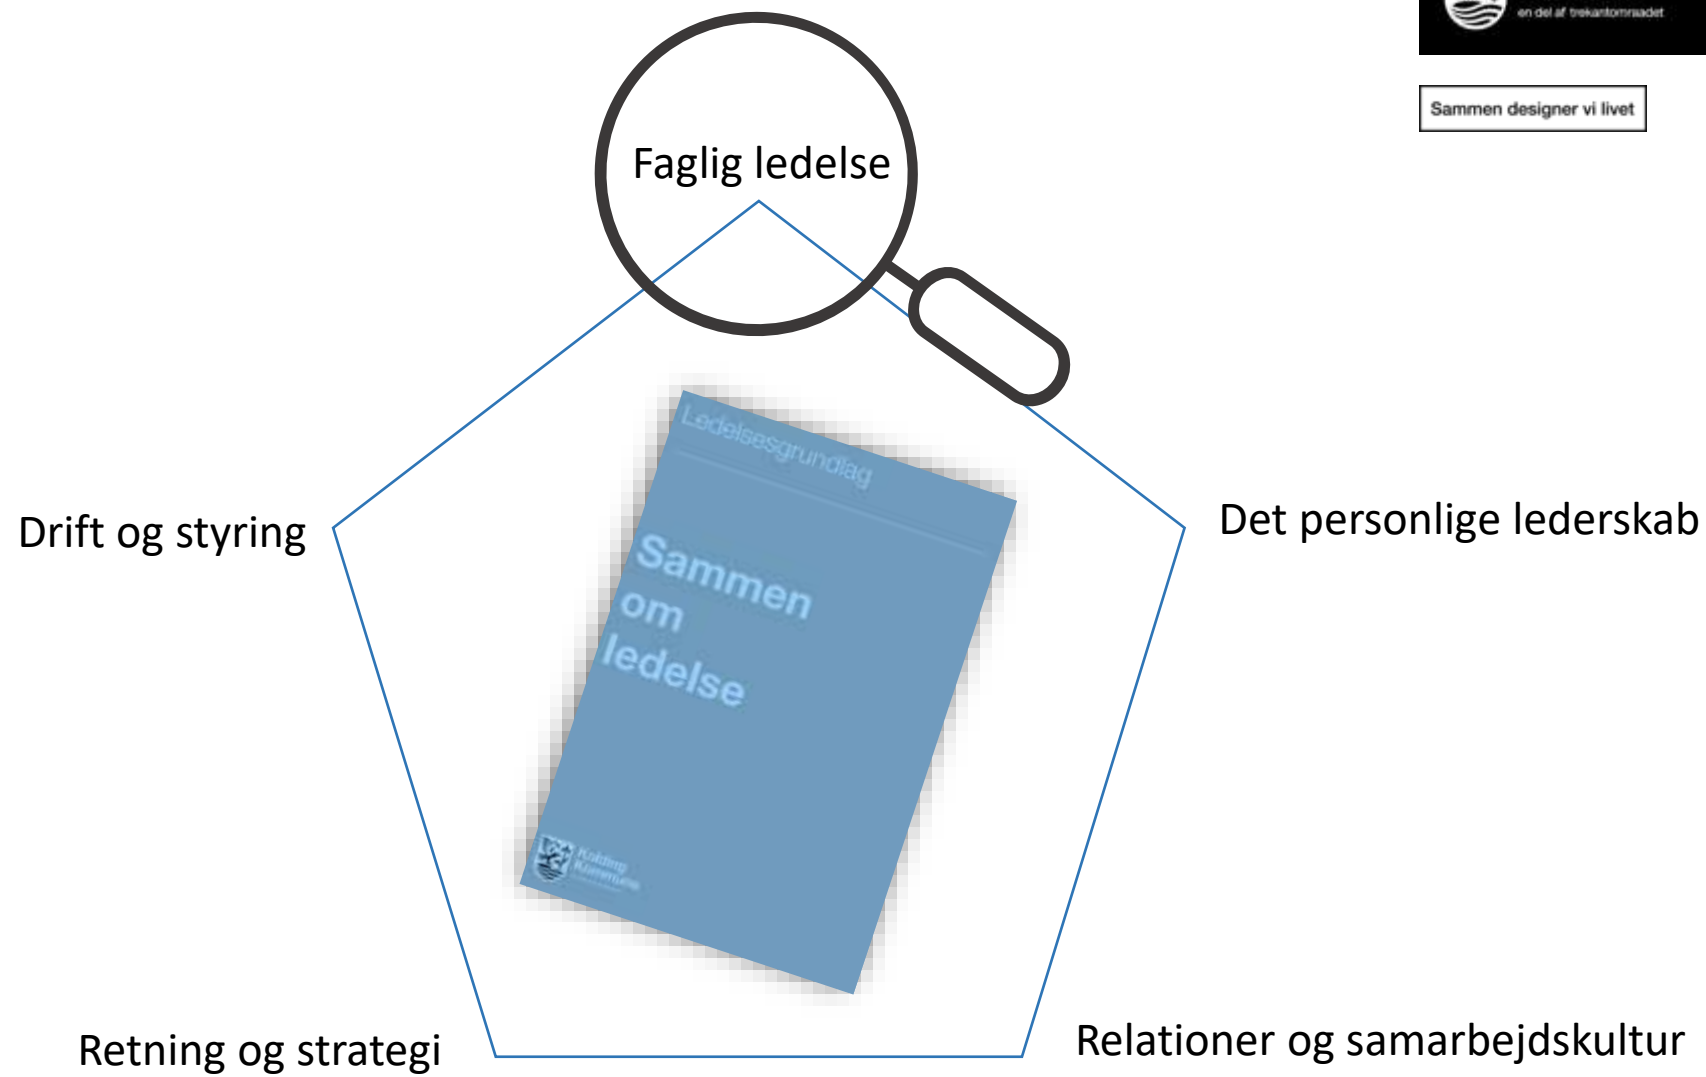 en del af trekantomraadet
Sammen designer vi livet
Faglig ledelse
Ledelsesgrundlag
Drift og styring
Det personlige lederskab
Sammen
om
ledelse
Kolding
Kommune
Retning og strategi
Relationer og samarbejdskultur